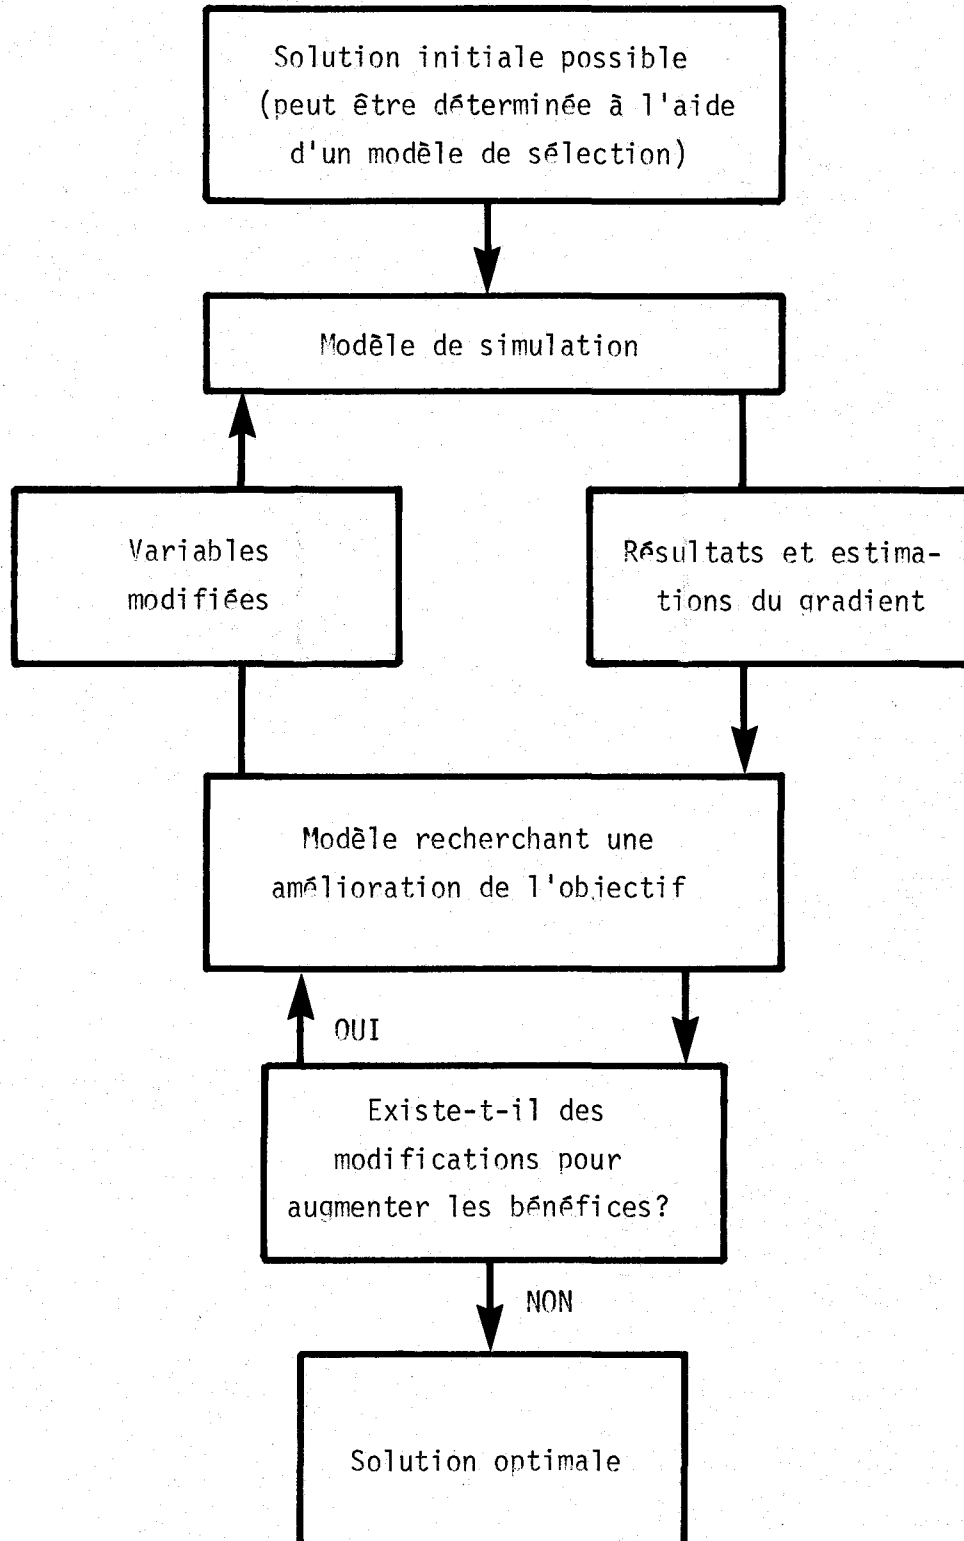 Solution initiale possible
(peut être déterminée à l'aide
d'un modèle de sélection)
Modèle de simulation
Variables
modifiées
Résultats et estima-
tions du gradient
Modèle recherchant une
amélioration de l'objectif
OUI
Existe-t-il des
modifications pour
augmenter les bénéfices?
NON
Solution optimale